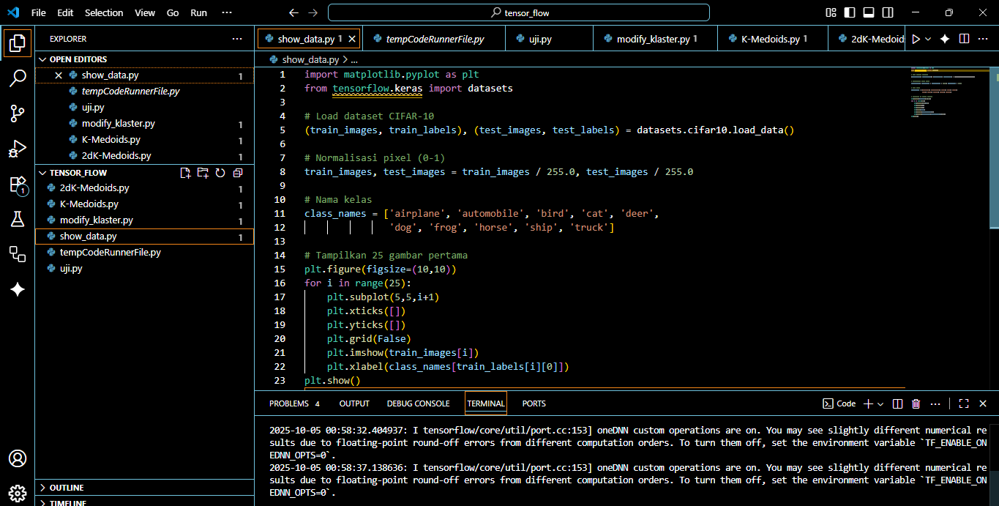 File Edit Selection View Go Run ··· tensor_flow
EXPLORER ···
OPEN EDITORS
show_data.py 1
tempCodeRunnerFile.py
uji.py
modify_klaster.py 1
K-Medoids.py 1
2dK-Medoids.py 1
TENSOR_FLOW
2dK-Medoids.py 1
K-Medoids.py 1
modify_klaster.py 1
show_data.py 1
tempCodeRunnerFile.py
uji.py
OUTLINE
TIMELINE
1
show_data.py 1 tempCodeRunnerFile.py uji.py modify_klaster.py 1 K-Medoids.py 1 2dK-Medoid
show_data.py > ...
1 import matplotlib.pyplot as plt
2 from tensorflow.keras import datasets
3
4 # Load dataset CIFAR-10
5 (train_images, train_labels), (test_images, test_labels) = datasets.cifar10.load_data()
6
7 # Normalisasi pixel (0-1)
8 train_images, test_images = train_images / 255.0, test_images / 255.0
9
10 # Nama kelas
11 class_names = ['airplane', 'automobile', 'bird', 'cat', 'deer',
12 'dog', 'frog', 'horse', 'ship', 'truck']
13
14 # Tampilkan 25 gambar pertama
15 plt.figure(figsize=(10,10))
16 for i in range(25):
17 plt.subplot(5,5,i+1)
18 plt.xticks([])
19 plt.yticks([])
20 plt.grid(False)
21 plt.imshow(train_images[i])
22 plt.xlabel(class_names[train_labels[i][0]])
23 plt.show()
PROBLEMS 4 OUTPUT DEBUG CONSOLE TERMINAL PORTS Code
2025-10-05 00:58:32.404937: I tensorflow/core/util/port.cc:153] oneDNN custom operations are on. You may see slightly different numerical re
sults due to floating-point round-off errors from different computation orders. To turn them off, set the environment variable `TF_ENABLE_ON
EDNN_OPTS=0`.
2025-10-05 00:58:37.138636: I tensorflow/core/util/port.cc:153] oneDNN custom operations are on. You may see slightly different numerical re
sults due to floating-point round-off errors from different computation orders. To turn them off, set the environment variable `TF_ENABLE_ON
EDNN_OPTS=0`.